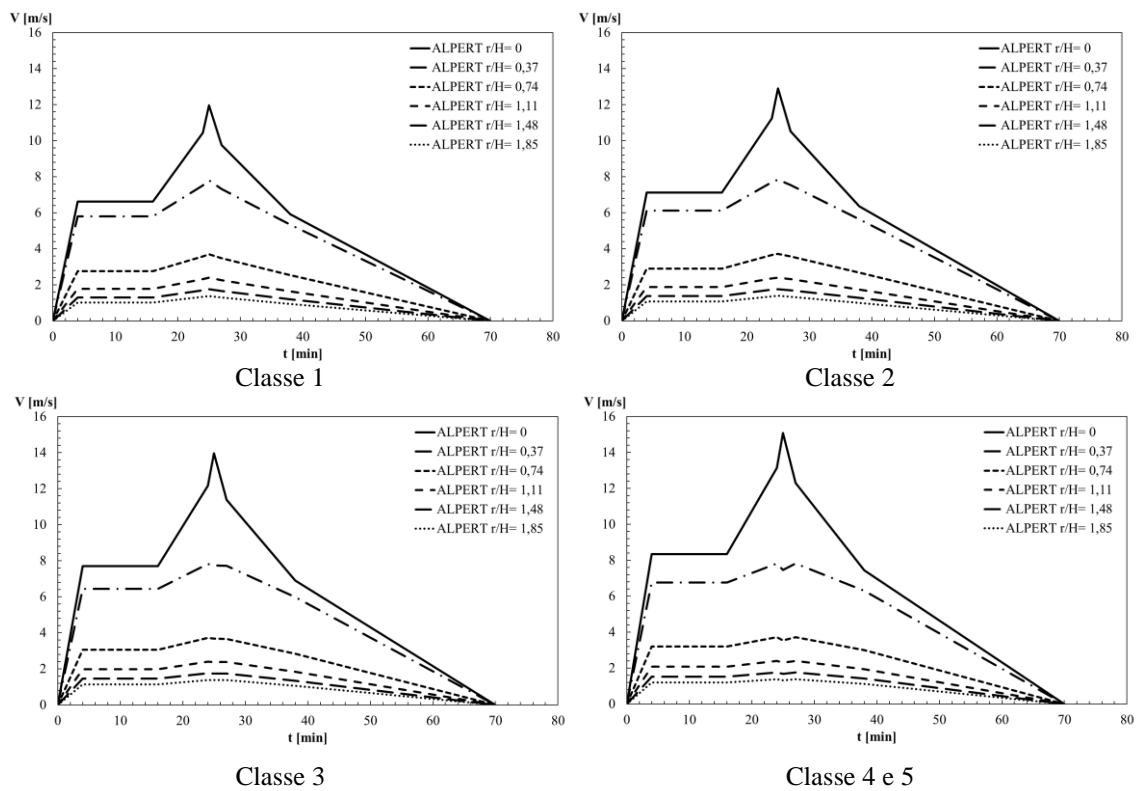 V [m/s]
16
14
12
10
8
6
4
2
0
0 10 20 30 40 50 60 70 80
t [min]
ALPERT r/H= 0
ALPERT r/H= 0,37
ALPERT r/H= 0,74
ALPERT r/H= 1,11
ALPERT r/H= 1,48
ALPERT r/H= 1,85
Classe 1
V [m/s]
16
14
12
10
8
6
4
2
0
0 10 20 30 40 50 60 70 80
t [min]
ALPERT r/H= 0
ALPERT r/H= 0,37
ALPERT r/H= 0,74
ALPERT r/H= 1,11
ALPERT r/H= 1,48
ALPERT r/H= 1,85
Classe 2
V [m/s]
16
14
12
10
8
6
4
2
0
0 10 20 30 40 50 60 70 80
t [min]
ALPERT r/H= 0
ALPERT r/H= 0,37
ALPERT r/H= 0,74
ALPERT r/H= 1,11
ALPERT r/H= 1,48
ALPERT r/H= 1,85
Classe 3
V [m/s]
16
14
12
10
8
6
4
2
0
0 10 20 30 40 50 60 70 80
t [min]
ALPERT r/H= 0
ALPERT r/H= 0,37
ALPERT r/H= 0,74
ALPERT r/H= 1,11
ALPERT r/H= 1,48
ALPERT r/H= 1,85
Classe 4 e 5